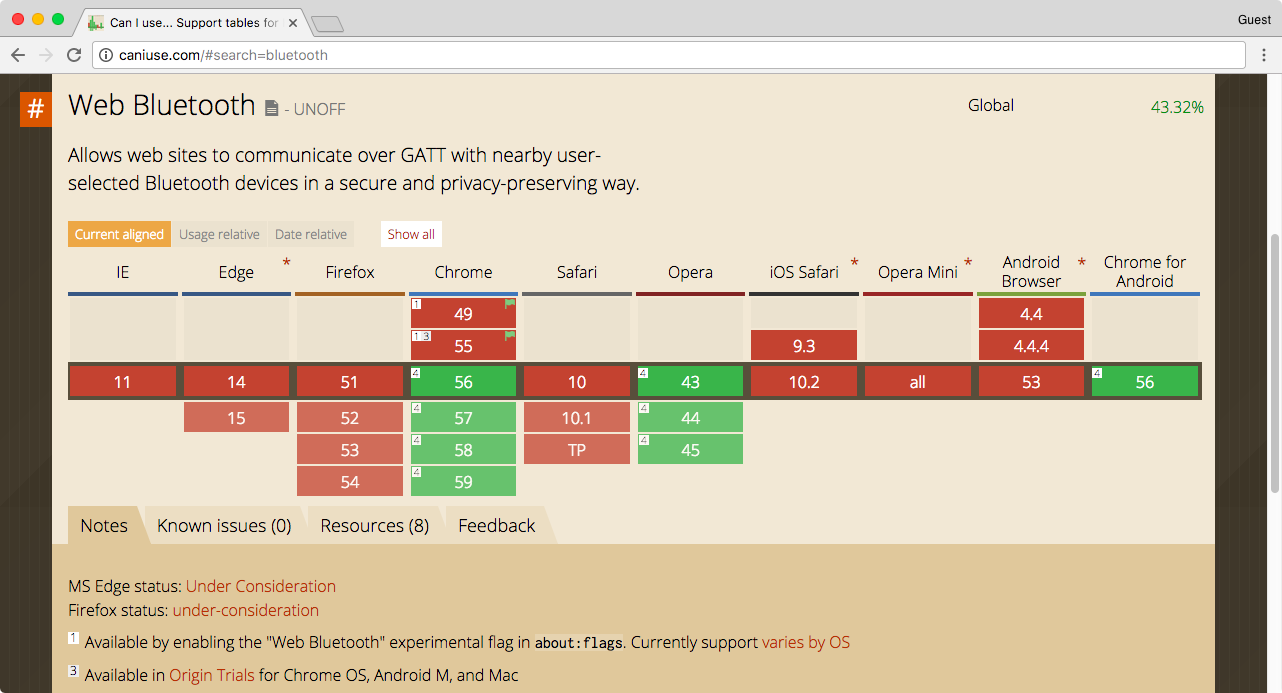 Can I use... Support tables for
Guest
caniuse.com/#search=bluetooth
#
Web Bluetooth - UNOFF
Global 43.32%
Allows web sites to communicate over GATT with nearby user-
selected Bluetooth devices in a secure and privacy-preserving way.
Current aligned Usage relative Date relative Show all
IE Edge * Firefox Chrome Safari Opera iOS Safari * Opera Mini * Android Browser * Chrome for Android
1 49 4.4
1 3 55 9.3 4.4.4
11 14 51 4 56 10 4 43 10.2 all 53 4 56
15 52 4 57 10.1 4 44
53 4 58 TP 4 45
54 4 59
Notes Known issues (0) Resources (8) Feedback
MS Edge status: Under Consideration
Firefox status: under-consideration
1 Available by enabling the "Web Bluetooth" experimental flag in about:flags. Currently support varies by OS
3 Available in Origin Trials for Chrome OS, Android M, and Mac